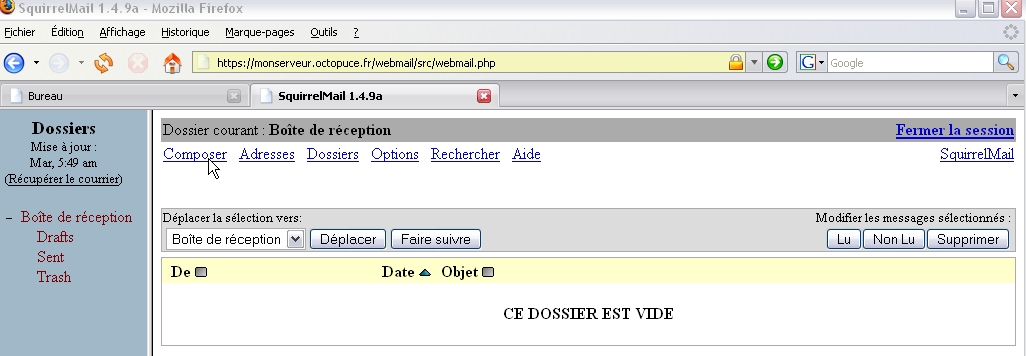 SquirrelMail 1.4.9a - Mozilla Firefox
Fichier Édition Affichage Historique Marque-pages Outils ?
https://monserveur.octopuce.fr/webmail/src/webmail.php G Google
Bureau SquirrelMail 1.4.9a
Dossiers
Mise à jour :
Mar, 5:49 am
(Récupérer le courrier)
– Boîte de réception
Drafts
Sent
Trash
Dossier courant : Boîte de réception Fermer la session
Composer Adresses Dossiers Options Rechercher Aide SquirrelMail
Déplacer la sélection vers: Modifier les messages sélectionnés :
Boîte de réception Déplacer Faire suivre Lu Non Lu Supprimer
De Date Objet
CE DOSSIER EST VIDE